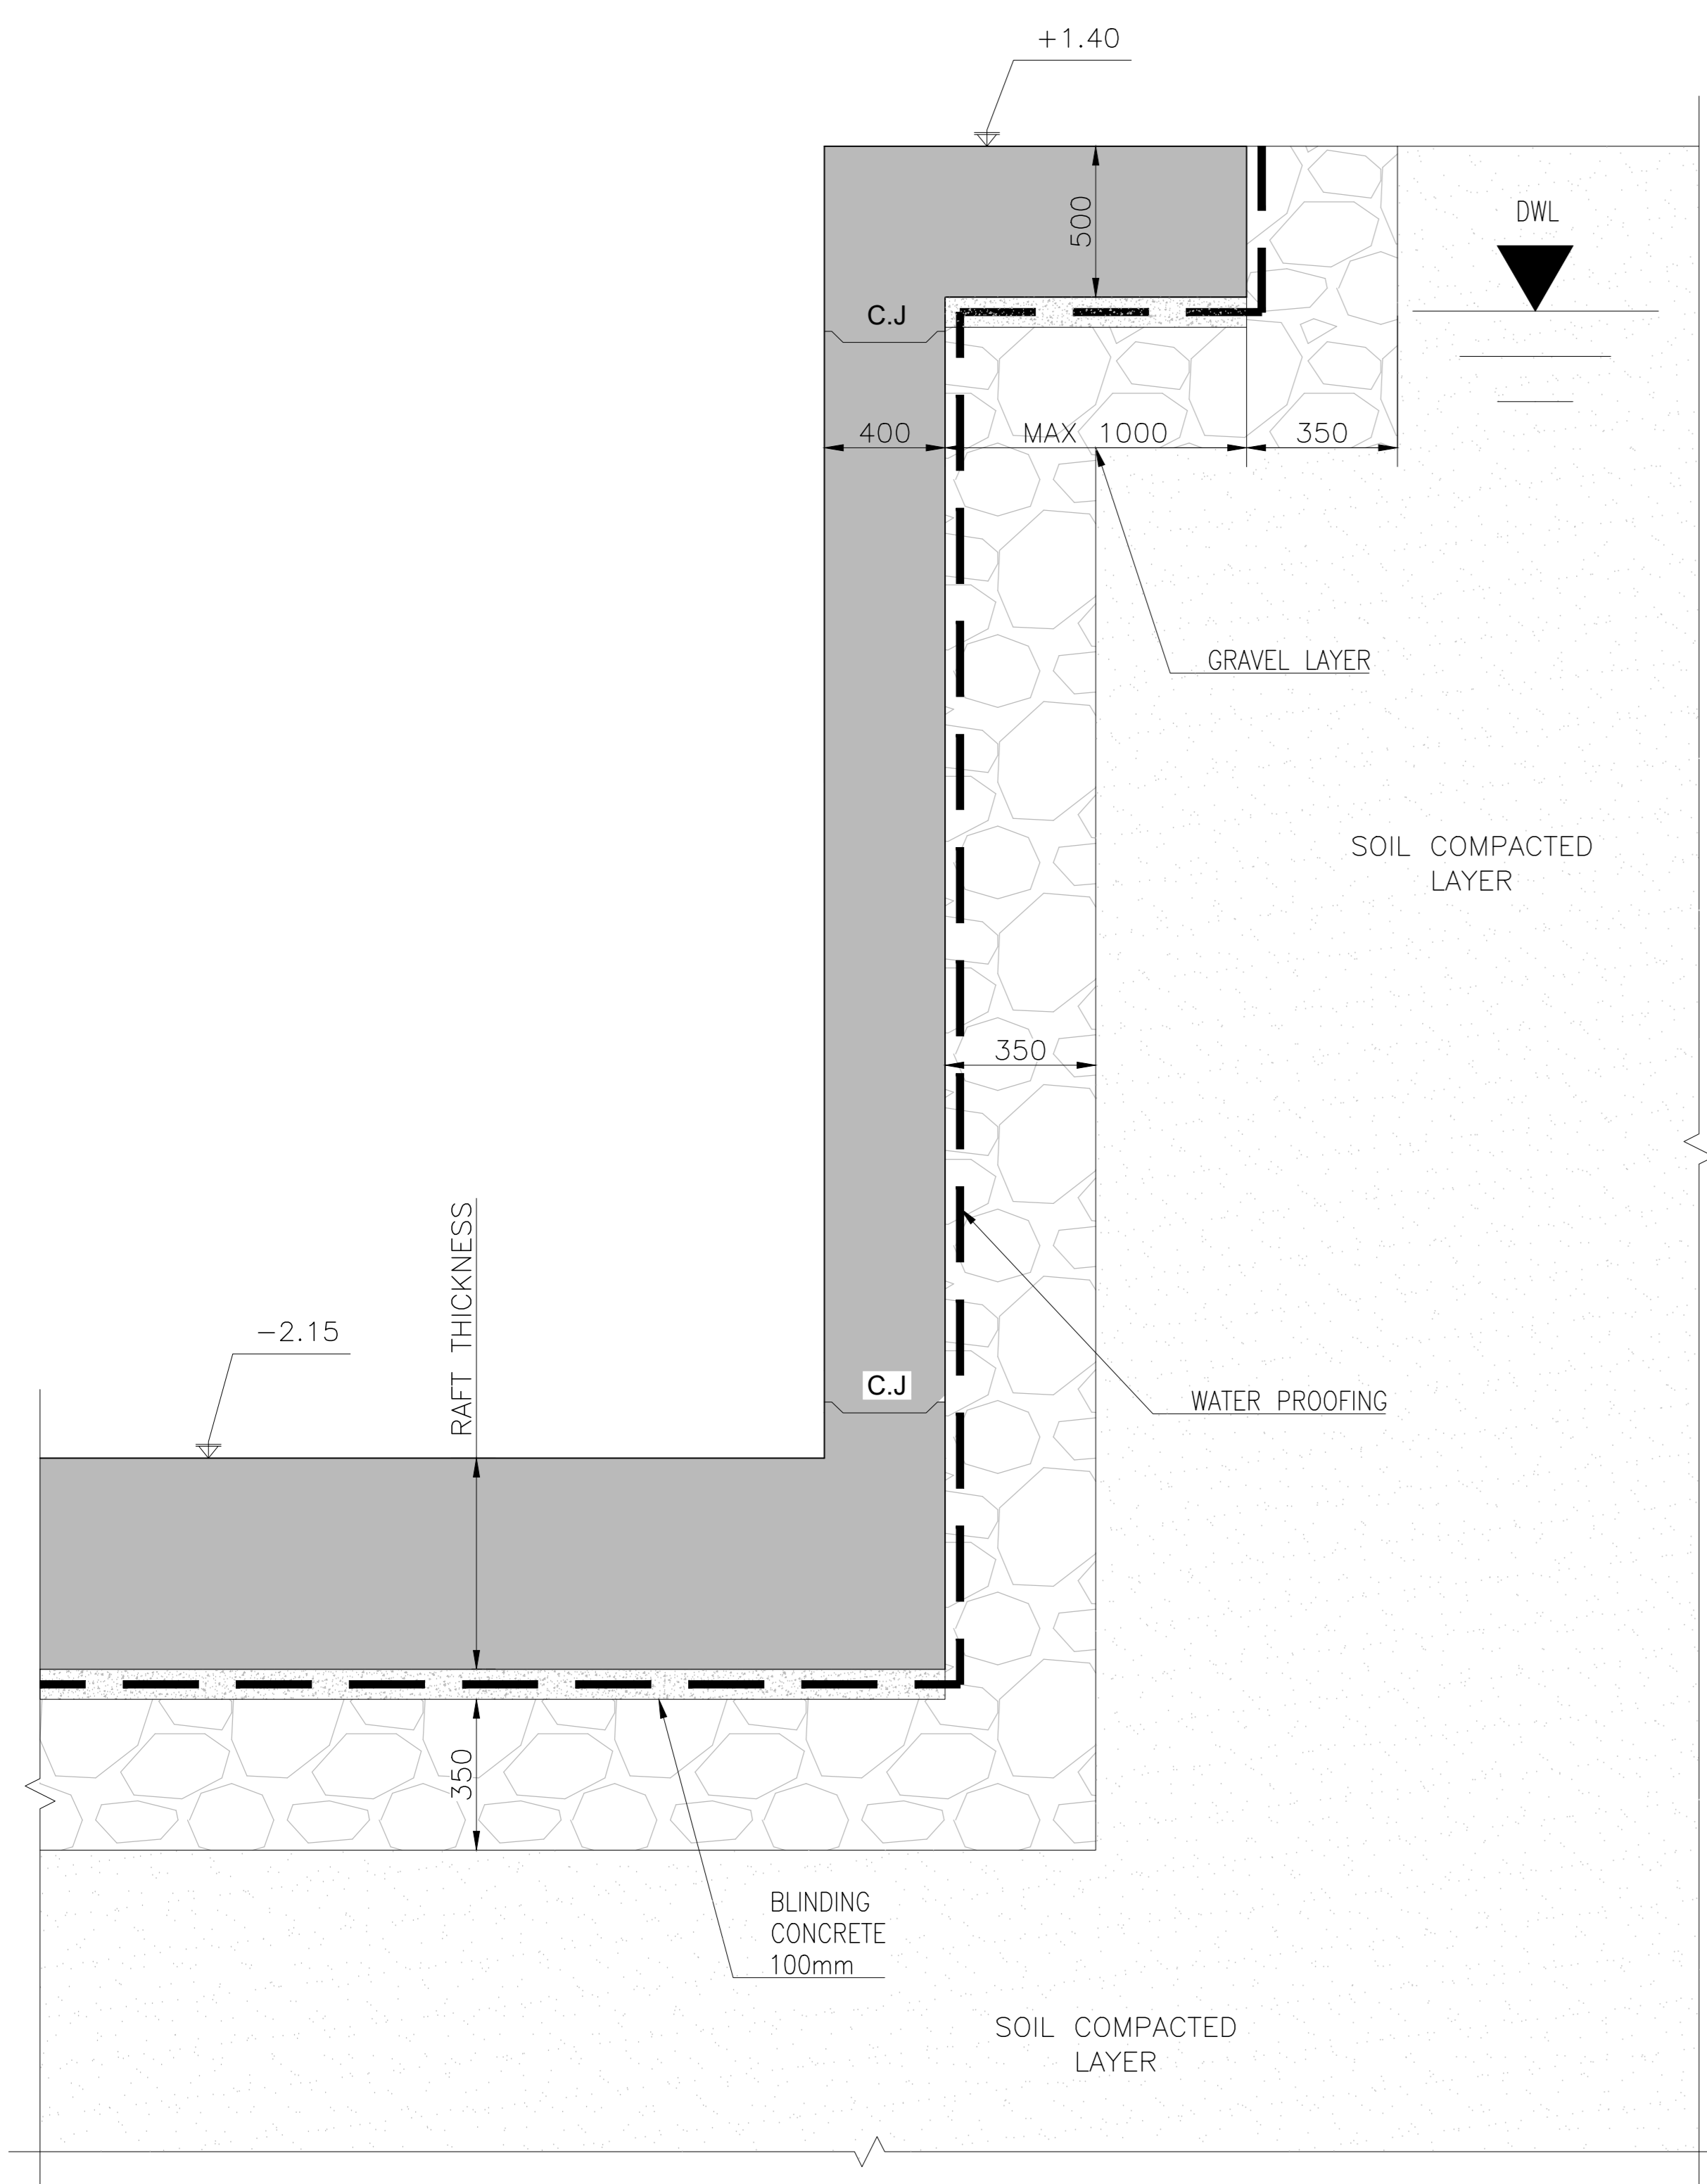 +1.40
500
DWL
C.J
400
MAX 1000
350
GRAVEL LAYER
SOIL COMPACTED
LAYER
350
RAFT THICKNESS
-2.15
C.J
WATER PROOFING
350
BLINDING
CONCRETE
100mm
SOIL COMPACTED
LAYER